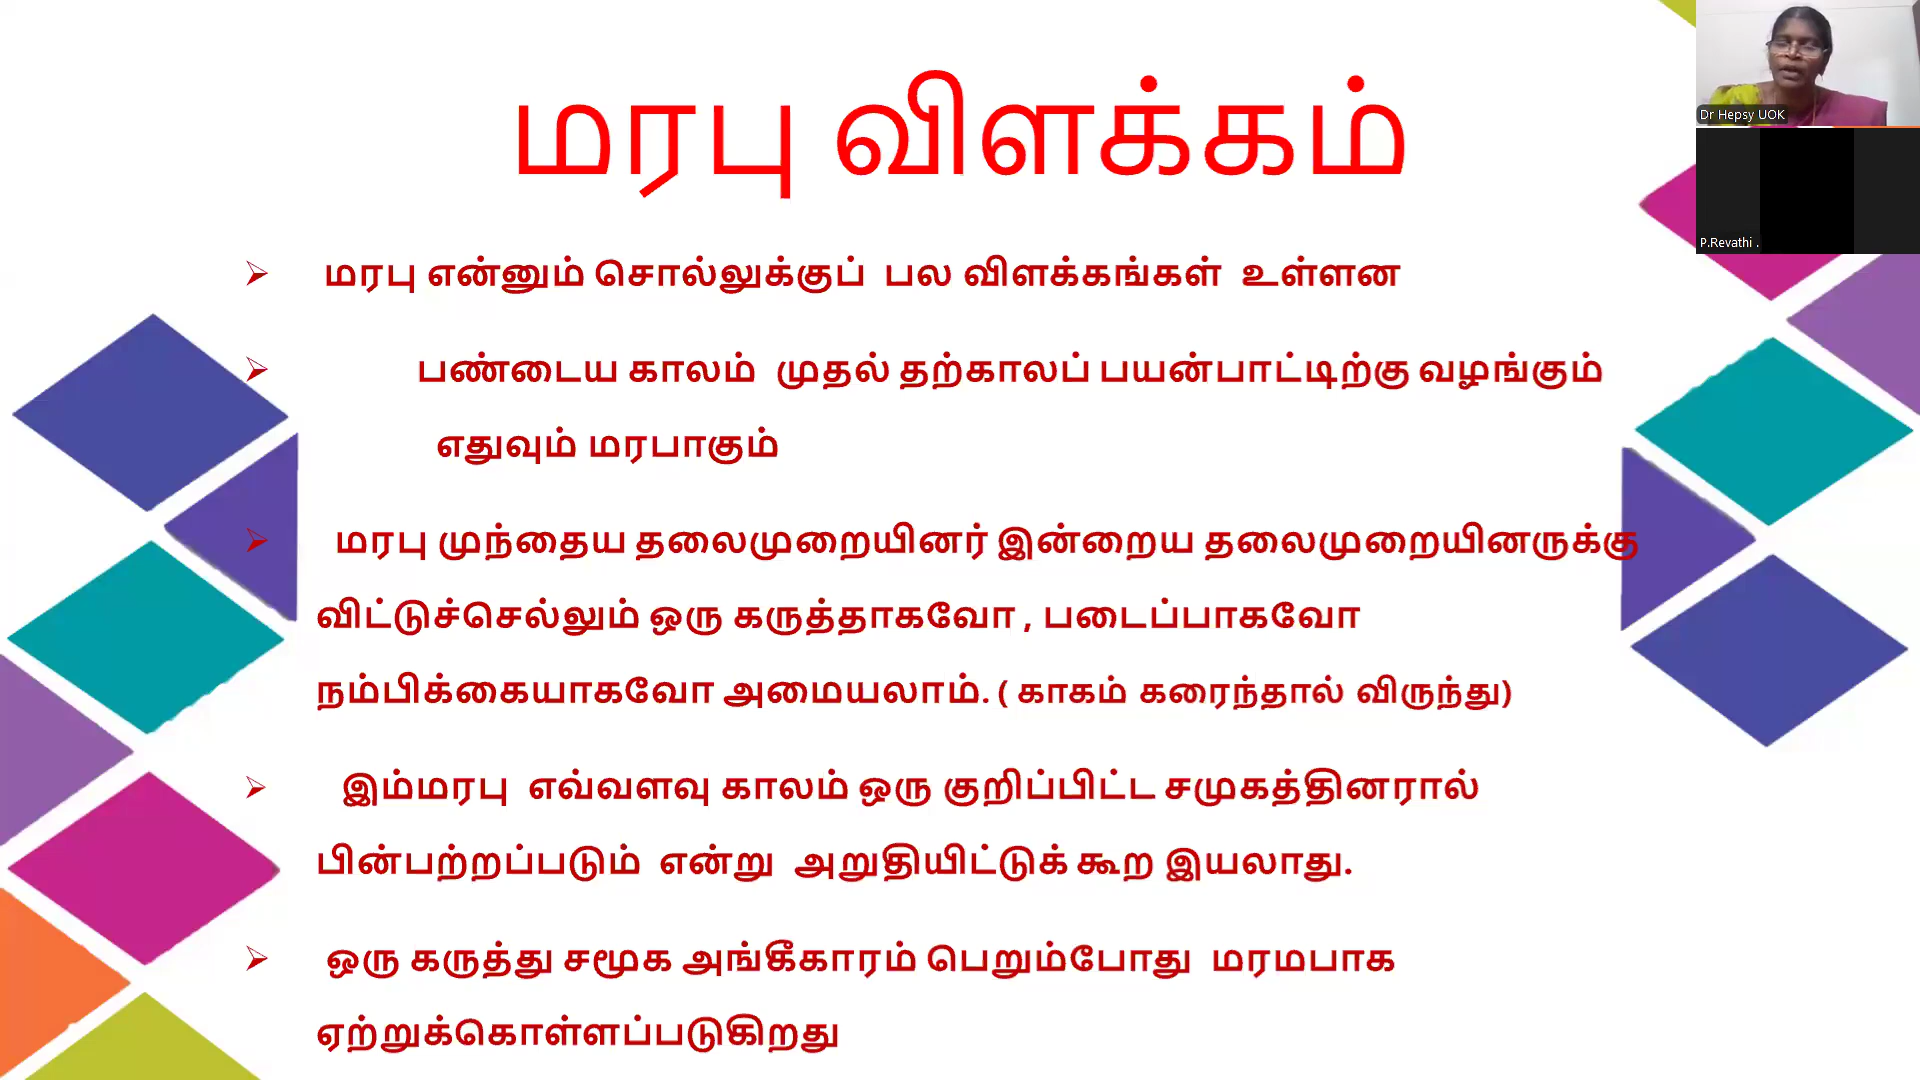 மரபு விளக்கம்
Dr Hepsy UOK
P.Revathi .
மரபு என்னும் சொல்லுக்குப் பல விளக்கங்கள் உள்ளன
பண்டைய காலம் முதல் தற்காலப் பயன்பாட்டிற்கு வழங்கும்
எதுவும் மரபாகும்
மரபு முந்தைய தலைமுறையினர் இன்றைய தலைமுறையினருக்கு
விட்டுச்செல்லும் ஒரு கருத்தாகவோ , படைப்பாகவோ
நம்பிக்கையாகவோ அமையலாம். ( காகம் கரைந்தால் விருந்து)
இம்மரபு எவ்வளவு காலம் ஒரு குறிப்பிட்ட சமுகத்தினரால்
பின்பற்றப்படும் என்று அறுதியிட்டுக் கூற இயலாது.
ஒரு கருத்து சமூக அங்கீகாரம் பெறும்போது மரமபாக
ஏற்றுக்கொள்ளப்படுகிறது